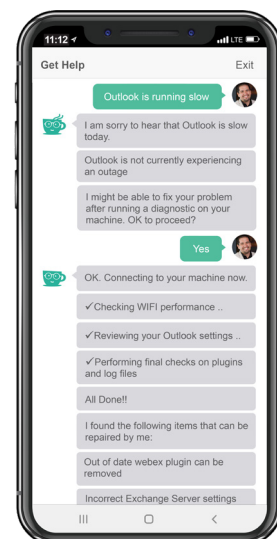 11:12
LTE
Get Help
Exit
Outlook is running slow
I am sorry to hear that Outlook is slow
today.
Outlook is not currently experiencing
an outage
I might be able to fix your problem
after running a diagnostic on your
machine. OK to proceed?
Yes
OK. Connecting to your machine now.
✓Checking WIFI performance ..
✓Reviewing your Outlook settings ..
✓Performing final checks on plugins
and log files
All Done!!
I found the following items that can be
repaired by me:
Out of date webex plugin can be
removed
Incorrect Exchange Server settings